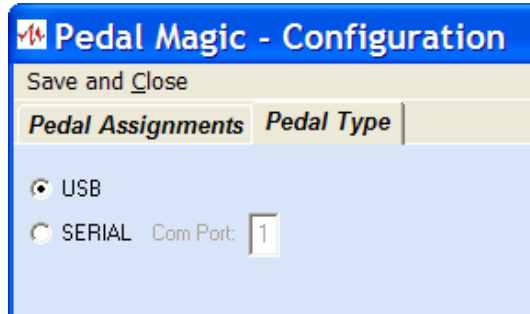 Pedal Magic - Configuration
Save and Close
Pedal Assignments Pedal Type
USB
SERIAL Com Port: 1